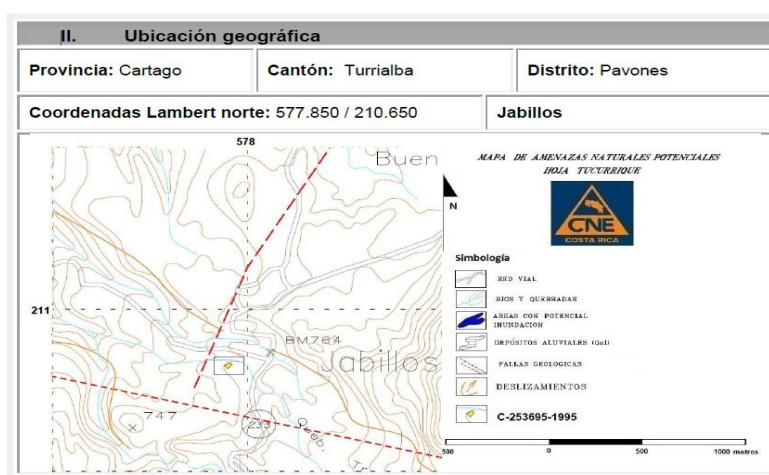 II. Ubicación geográfica
Provincia: Cartago
Cantón: Turrialba
Distrito: Pavones
Coordenadas Lambert norte: 577.850 / 210.650
Jabillos
578
Buen
211
BM764
Jabillos
747
233
Queb.
MAPA DE AMENAZAS NATURALES POTENCIALES
HOJA TUCURRIQUE
N
CNE
COSTA RICA
Simbología
RED VIAL
RIOS Y QUEBRADAS
AREAS CON POTENCIAL
INUNDACION
DEPÓSITOS ALUVIALES (Qal)
FALLAS GEOLOGICAS
DESLIZAMIENTOS
C-253695-1995
500 0 500 1000 metros